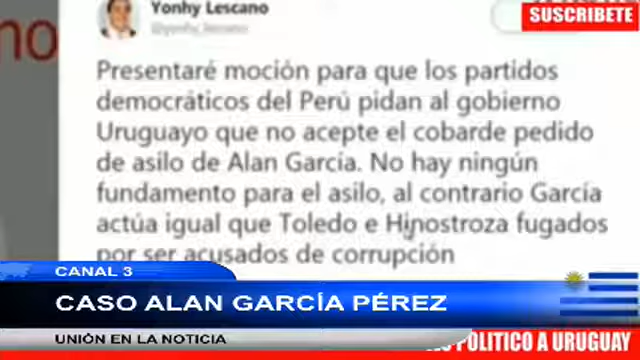 no
Yonhy Lescano
@yonhy_lescano
SUSCRIBETE
Presentaré moción para que los partidos
democráticos del Perú pidan al gobierno
Uruguayo que no acepte el cobarde pedido
de asilo de Alan García. No hay ningún
fundamento para el asilo, al contrario García
actúa igual que Toledo e Hinostroza fugados
por ser acusados de corrupción
CANAL 3
CASO ALAN GARCÍA PÉREZ
UNIÓN EN LA NOTICIA
POLITICO A URUGUAY